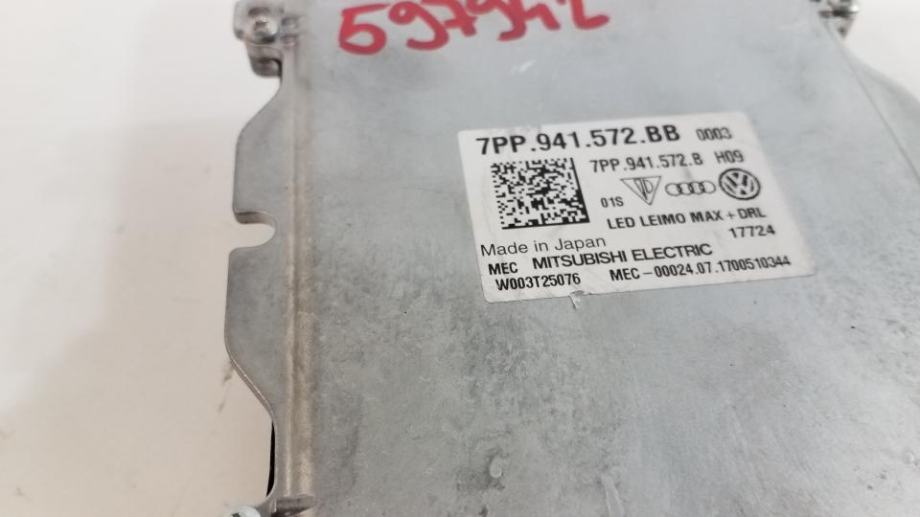 597942
7PP.941.572.BB 0003
7PP.941.572.B H09
01S
LED LEIMO MAX+DRL
Made in Japan 17724
MEC MITSUBISHI ELECTRIC
W003T25076 MEC-00024.07.1700510344